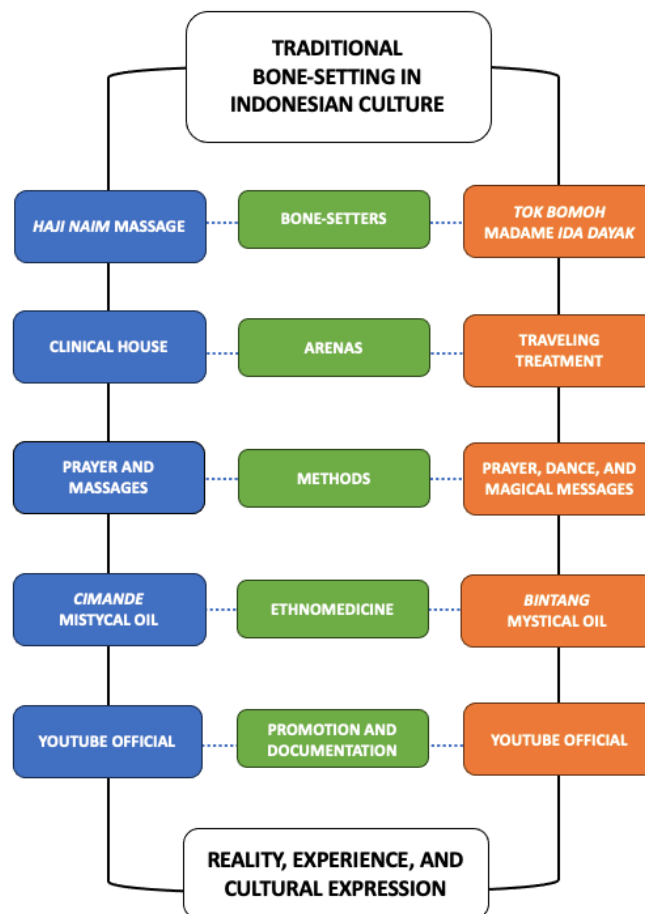 TRADITIONAL
BONE-SETTING IN
INDONESIAN CULTURE
HAJI NAIM MASSAGE
BONE-SETTERS
TOK BOMOH
MADAME IDA DAYAK
CLINICAL HOUSE
ARENAS
TRAVELING
TREATMENT
PRAYER AND
MASSAGES
METHODS
PRAYER, DANCE, AND
MAGICAL MESSAGES
CIMANDE
MISTYCAL OIL
ETHNOMEDICINE
BINTANG
MYSTICAL OIL
YOUTUBE OFFICIAL
PROMOTION AND
DOCUMENTATION
YOUTUBE OFFICIAL
REALITY, EXPERIENCE, AND
CULTURAL EXPRESSION